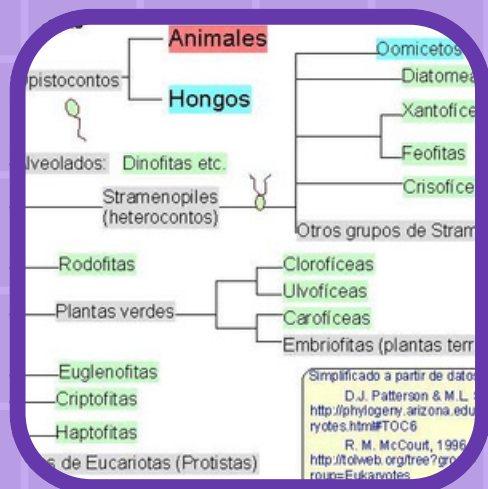 Animales
Hongos
pistocontos
lveolados: Dinofitas etc.
Stramenopiles
(heterocontos)
Oomicetos
Diatomea
Xantofíce
Feofitas
Crisofíce
Otros grupos de Stram
Rodofitas
Plantas verdes
Clorofíceas
Ulvofíceas
Carofíceas
Embriofitas (plantas terr
Euglenofitas
Criptofitas
Haptofitas
s de Eucariotas (Protistas)
Simplificado a partir de datos
D.J. Patterson & M.L.
http://phylogeny.arizona.edu
ryotes.html#TOC6
R. M. McCourt, 1996
http://tolweb.org/tree?gro
roup=Eukaryotes